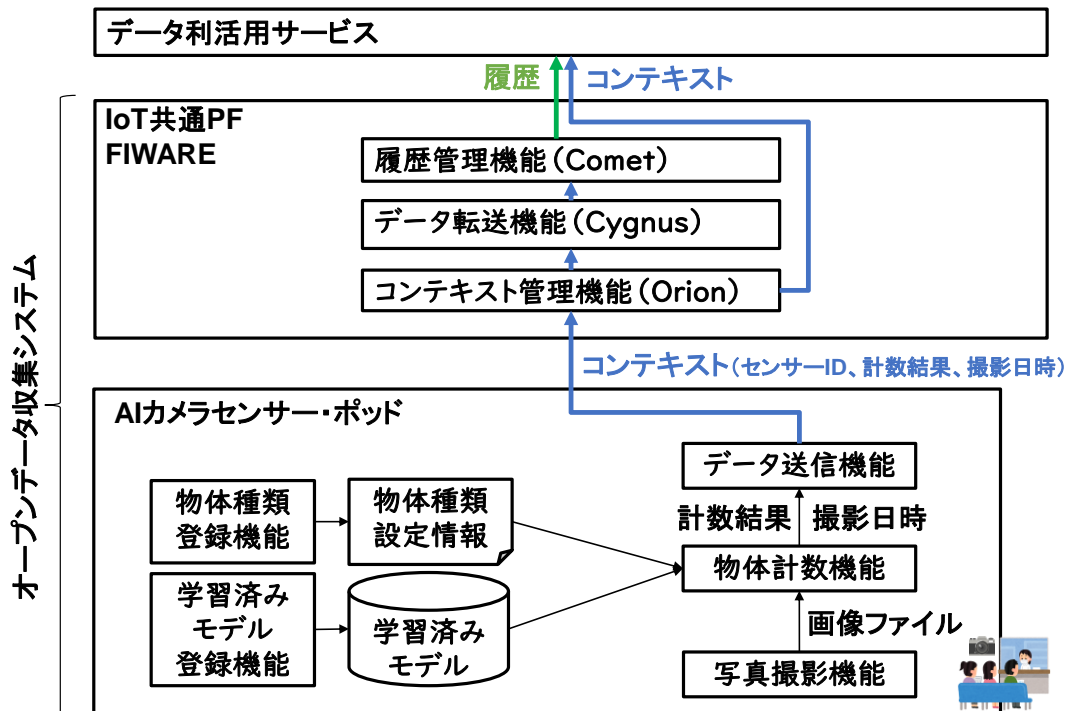 データ利活用サービス
履歴
コンテキスト
IoT共通PF
FIWARE
履歴管理機能(Comet)
データ転送機能(Cygnus)
コンテキスト管理機能(Orion)
オープンデータ収集システム
コンテキスト(センサーID、計数結果、撮影日時)
AIカメラセンサー・ポッド
データ送信機能
計数結果
撮影日時
物体種類
登録機能
物体種類
設定情報
物体計数機能
学習済み
モデル
登録機能
学習済み
モデル
画像ファイル
写真撮影機能